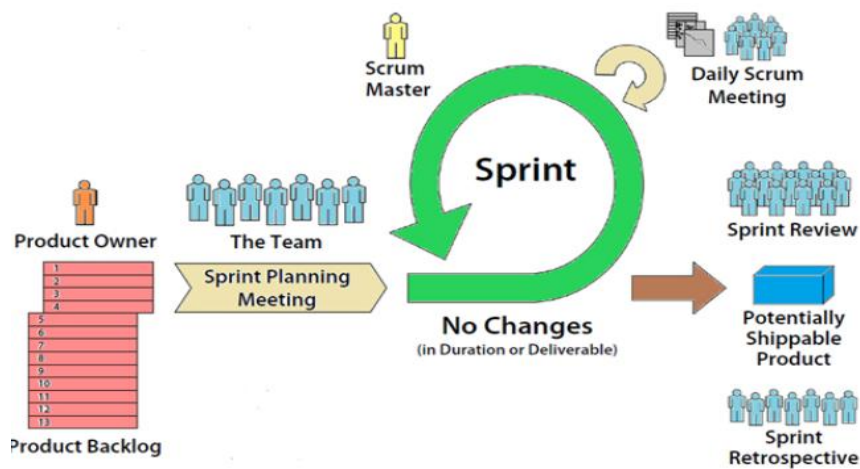 Scrum
Master
Daily Scrum
Meeting
Sprint
Product Owner
The Team
Sprint Review
1
2
3
4
5
6
7
8
9
10
11
12
13
Sprint Planning
Meeting
No Changes
(in Duration or Deliverable)
Potentially
Shippable
Product
Product Backlog
Sprint
Retrospective